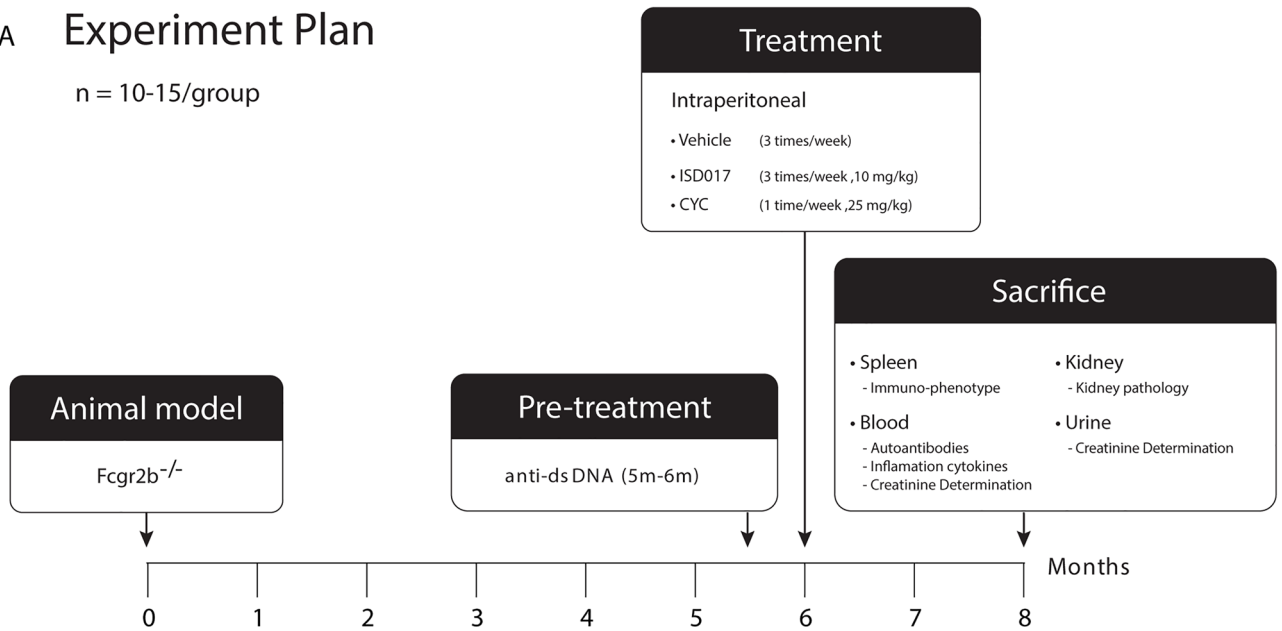 A
Experiment Plan
n = 10-15/group
Treatment
Intraperitoneal
• Vehicle (3 times/week)
• ISD017 (3 times/week ,10 mg/kg)
• CYC (1 time/week ,25 mg/kg)
Sacrifice
• Spleen
- Immuno-phenotype
• Blood
- Autoantibodies
- Inflamation cytokines
- Creatinine Determination
• Kidney
- Kidney pathology
• Urine
- Creatinine Determination
Animal model
Fcgr2b-/-
Pre-treatment
anti-dsDNA (5m-6m)
Months
0 1 2 3 4 5 6 7 8